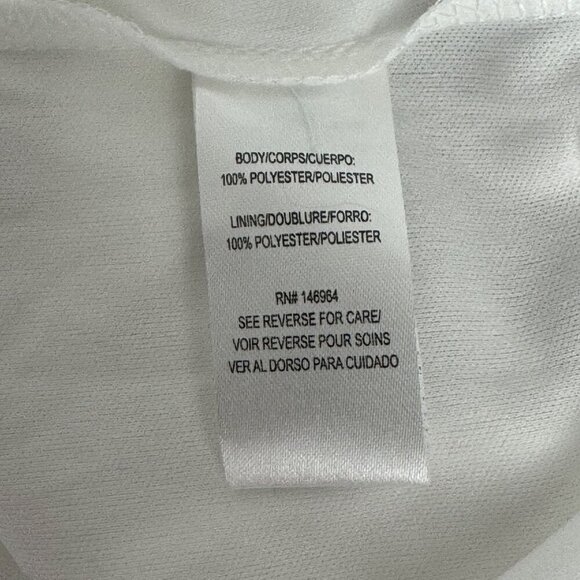 BODY/CORPS/CUERPO:
100% POLYESTER/POLIESTER
LINING/DOUBLURE/FORRO:
100% POLYESTER/POLIESTER
RN# 146964
SEE REVERSE FOR CARE/
VOIR REVERSE POUR SOINS
VER AL DORSO PARA CUIDADO